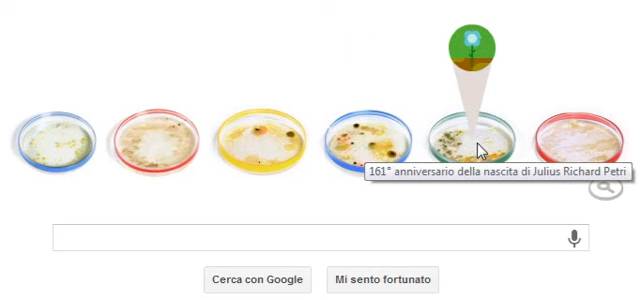 161° anniversario della nascita di Julius Richard Petri
Cerca con Google
Mi sento fortunato